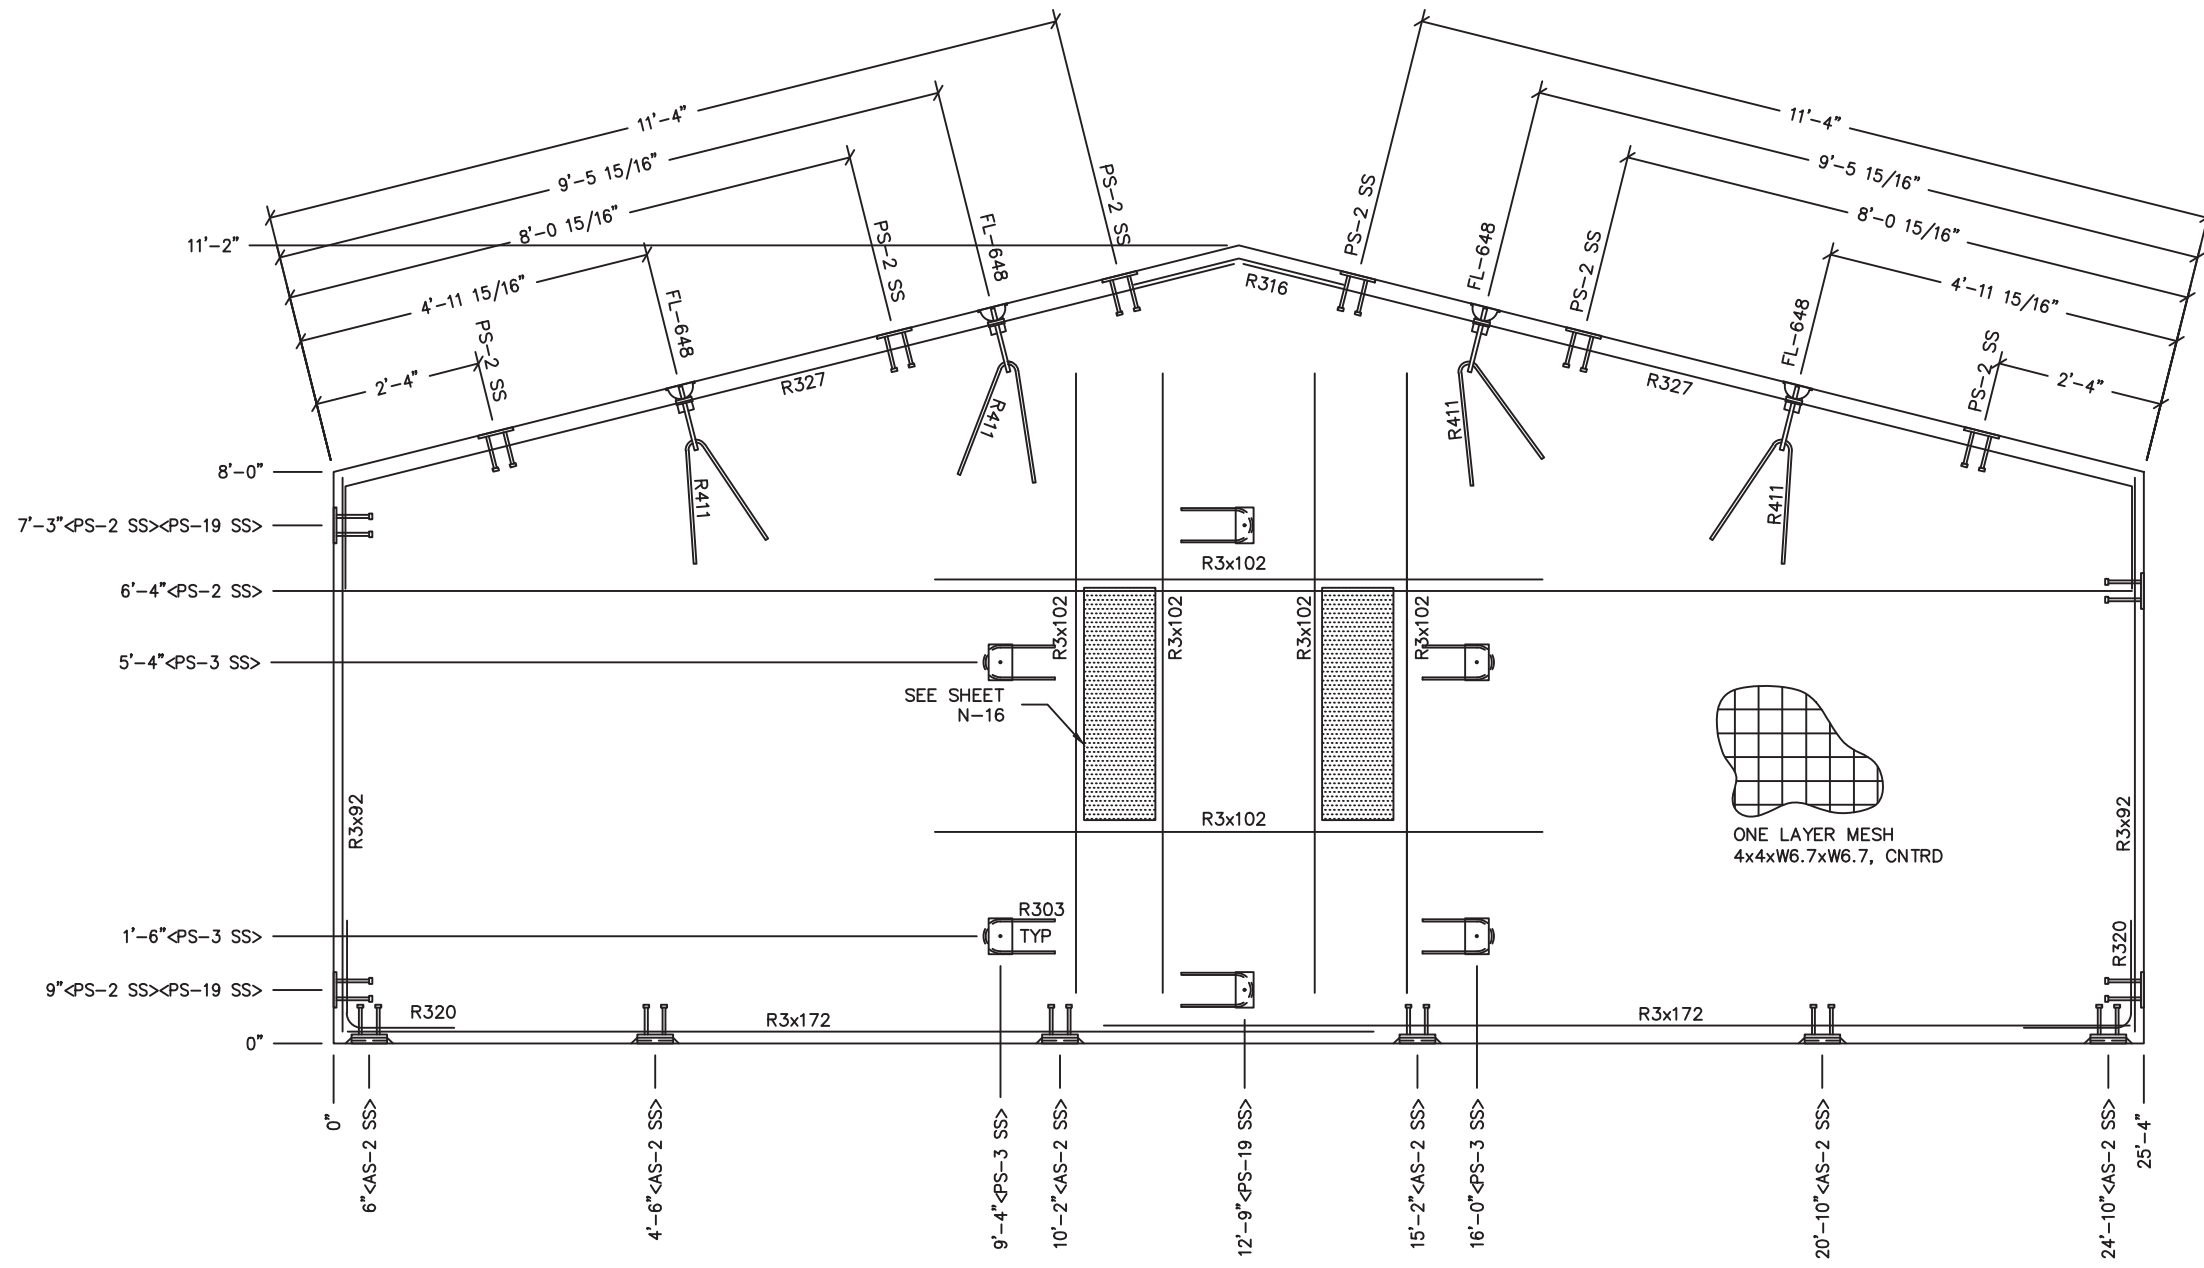 11'-4"
11'-4"
9'-5 15/16"
9'-5 15/16"
8'-0 15/16"
8'-0 15/16"
4'-11 15/16"
4'-11 15/16"
2'-4"
2'-4"
PS-2 SS
FL-648
PS-2 SS
FL-648
PS-2 SS
PS-2 SS
FL-648
PS-2 SS
FL-648
PS-2 SS
11'-2"
R316
R327
R327
R411
R411
R411
R411
8'-0"
7'-3"<PS-2 SS><PS-19 SS>
R3x102
6'-4"<PS-2 SS>
R3x102
R3x102
R3x102
R3x102
5'-4"<PS-3 SS>
SEE SHEET
N-16
R3x92
R3x102
R3x92
ONE LAYER MESH
4x4xW6.7xW6.7, CNTRD
R303
TYP
1'-6"<PS-3 SS>
R320
9"<PS-2 SS><PS-19 SS>
R320
R3x172
R3x172
0"
0"
6"<AS-2 SS>
4'-6"<AS-2 SS>
9'-4"<PS-3 SS>
10'-2"<AS-2 SS>
12'-9"<PS-19 SS>
15'-2"<AS-2 SS>
16'-0"<PS-3 SS>
20'-10"<AS-2 SS>
24'-10"<AS-2 SS>
25'-4"